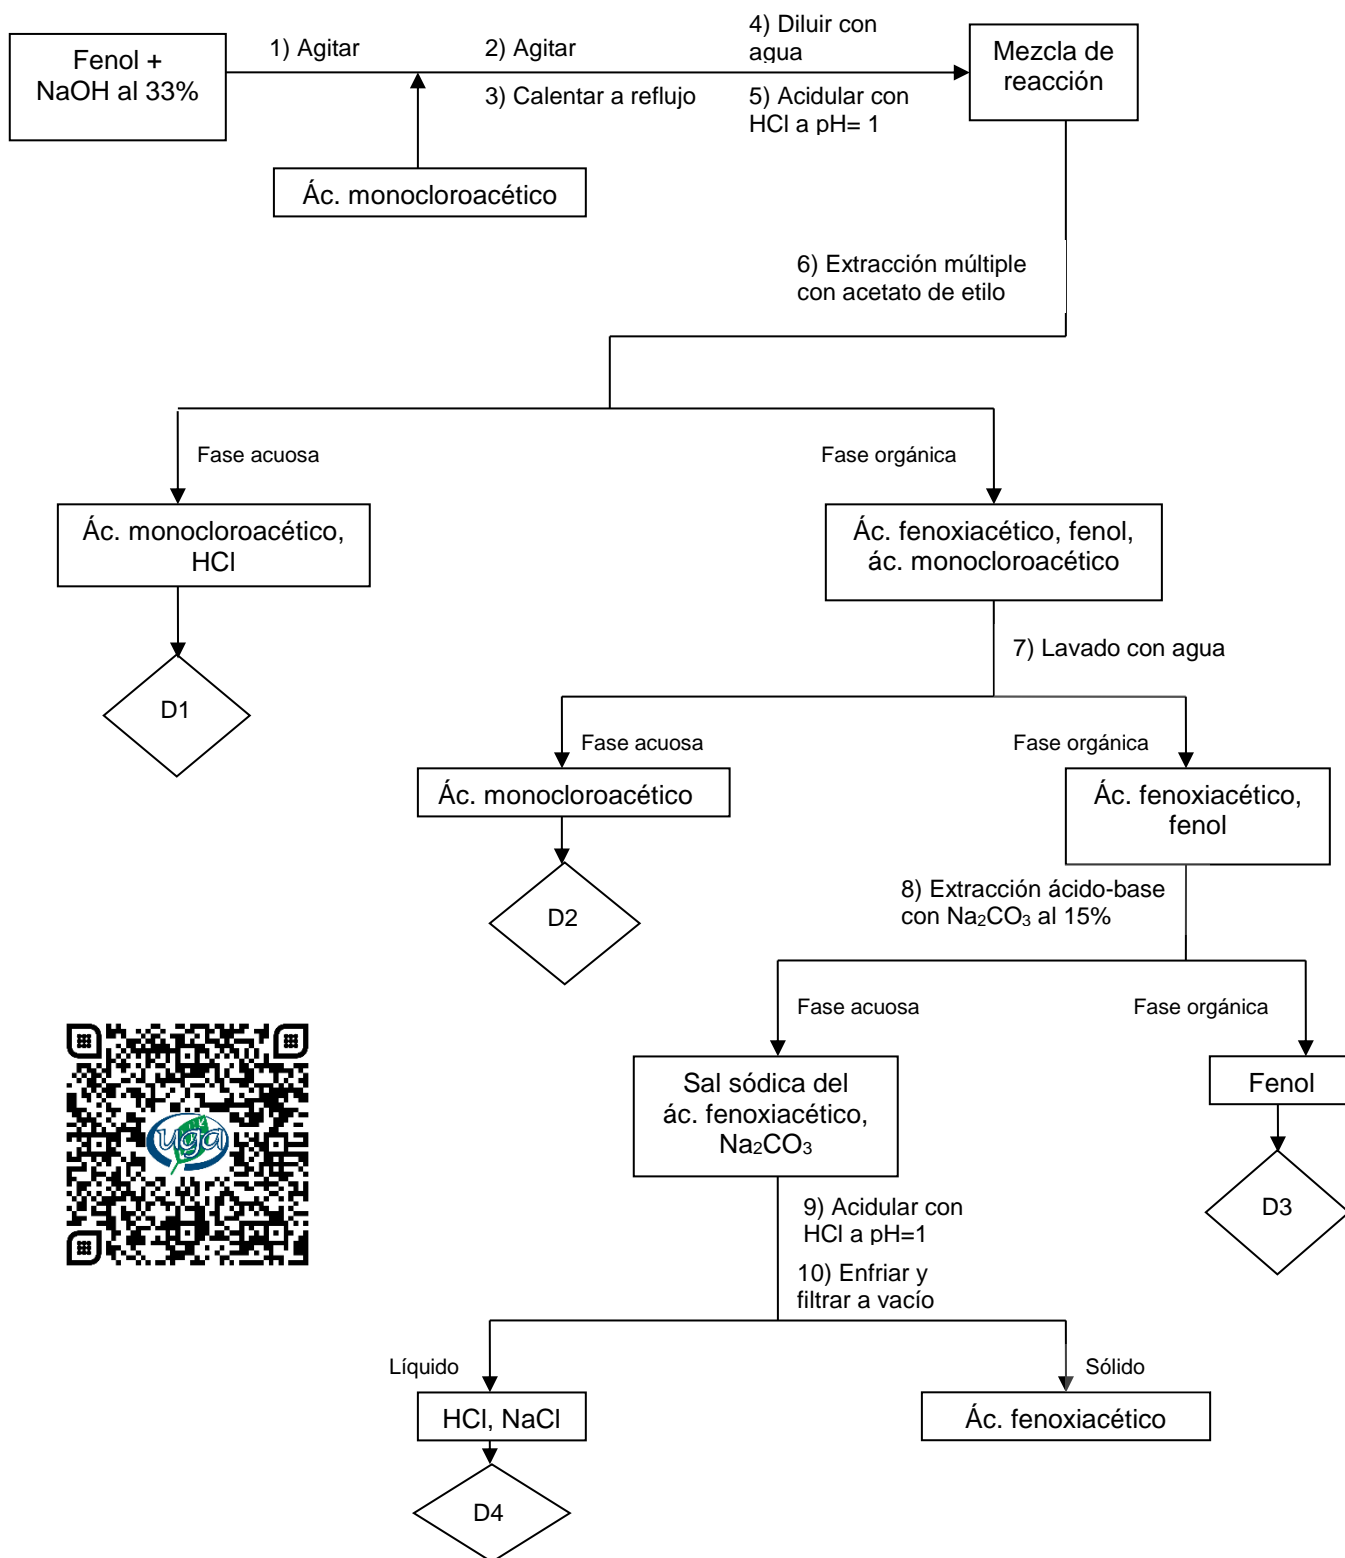 Fenol +
NaOH al 33%
1) Agitar
2) Agitar
3) Calentar a reflujo
4) Diluir con
agua
5) Acidular con
HCl a pH= 1
Mezcla de
reacción
Ác. monocloroacético
6) Extracción múltiple
con acetato de etilo
Fase acuosa
Fase orgánica
Ác. monocloroacético,
HCl
Ác. fenoxiacético, fenol,
ác. monocloroacético
D1
7) Lavado con agua
Fase acuosa
Fase orgánica
Ác. monocloroacético
Ác. fenoxiacético,
fenol
D2
8) Extracción ácido-base
con Na₂CO₃ al 15%
Fase acuosa
Fase orgánica
Sal sódica del
ác. fenoxiacético,
Na₂CO₃
Fenol
D3
uga
9) Acidular con
HCl a pH=1
10) Enfriar y
filtrar a vacío
Líquido
Sólido
HCl, NaCl
Ác. fenoxiacético
D4